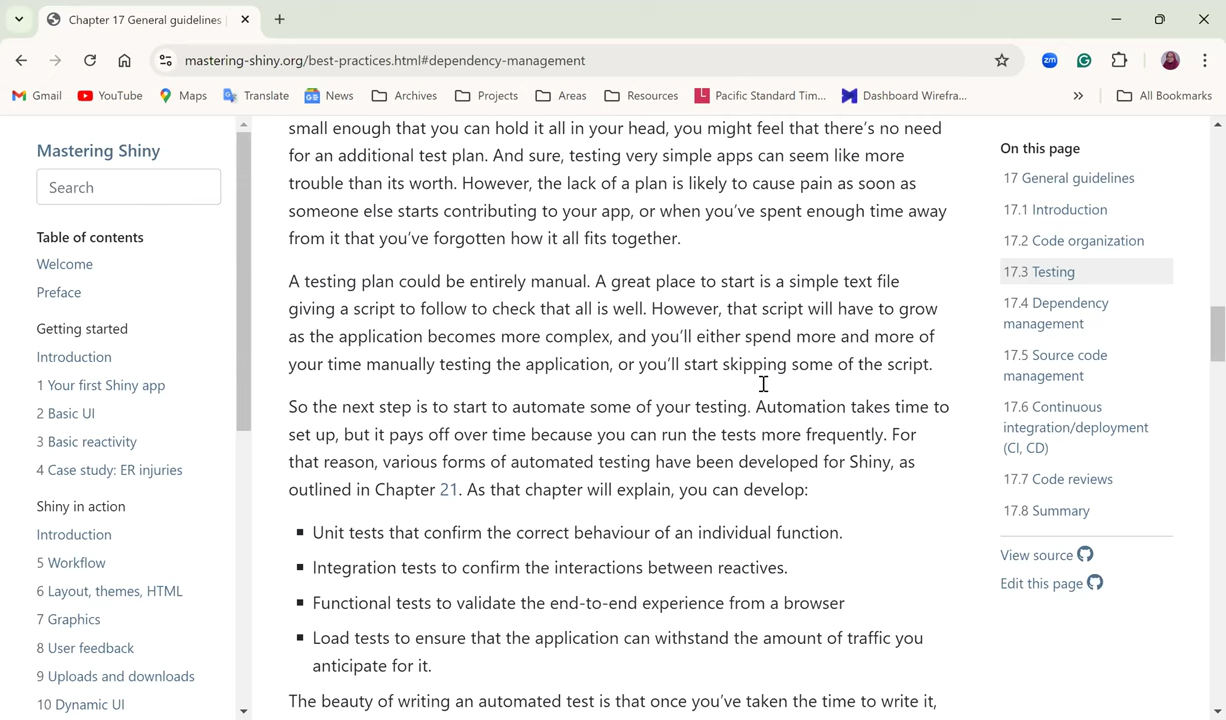 Chapter 17 General guidelines
mastering-shiny.org/best-practices.html#dependency-management
zm
Gmail
YouTube
Maps
Translate
News
Archives
Projects
Areas
Resources
Pacific Standard Tim...
Dashboard Wirefra...
»
All Bookmarks
Mastering Shiny
Search
Table of contents
Welcome
Preface
Getting started
Introduction
1 Your first Shiny app
2 Basic UI
3 Basic reactivity
4 Case study: ER injuries
Shiny in action
Introduction
5 Workflow
6 Layout, themes, HTML
7 Graphics
8 User feedback
9 Uploads and downloads
10 Dynamic UI
small enough that you can hold it all in your head, you might feel that there's no need
for an additional test plan. And sure, testing very simple apps can seem like more
trouble than its worth. However, the lack of a plan is likely to cause pain as soon as
someone else starts contributing to your app, or when you've spent enough time away
from it that you've forgotten how it all fits together.
A testing plan could be entirely manual. A great place to start is a simple text file
giving a script to follow to check that all is well. However, that script will have to grow
as the application becomes more complex, and you'll either spend more and more of
your time manually testing the application, or you'll start skipping some of the script.
So the next step is to start to automate some of your testing. Automation takes time to
set up, but it pays off over time because you can run the tests more frequently. For
that reason, various forms of automated testing have been developed for Shiny, as
outlined in Chapter 21. As that chapter will explain, you can develop:
▪ Unit tests that confirm the correct behaviour of an individual function.
▪ Integration tests to confirm the interactions between reactives.
▪ Functional tests to validate the end-to-end experience from a browser
▪ Load tests to ensure that the application can withstand the amount of traffic you
anticipate for it.
The beauty of writing an automated test is that once you've taken the time to write it,
On this page
17 General guidelines
17.1 Introduction
17.2 Code organization
17.3 Testing
17.4 Dependency
management
17.5 Source code
management
17.6 Continuous
integration/deployment
(CI, CD)
17.7 Code reviews
17.8 Summary
View source
Edit this page